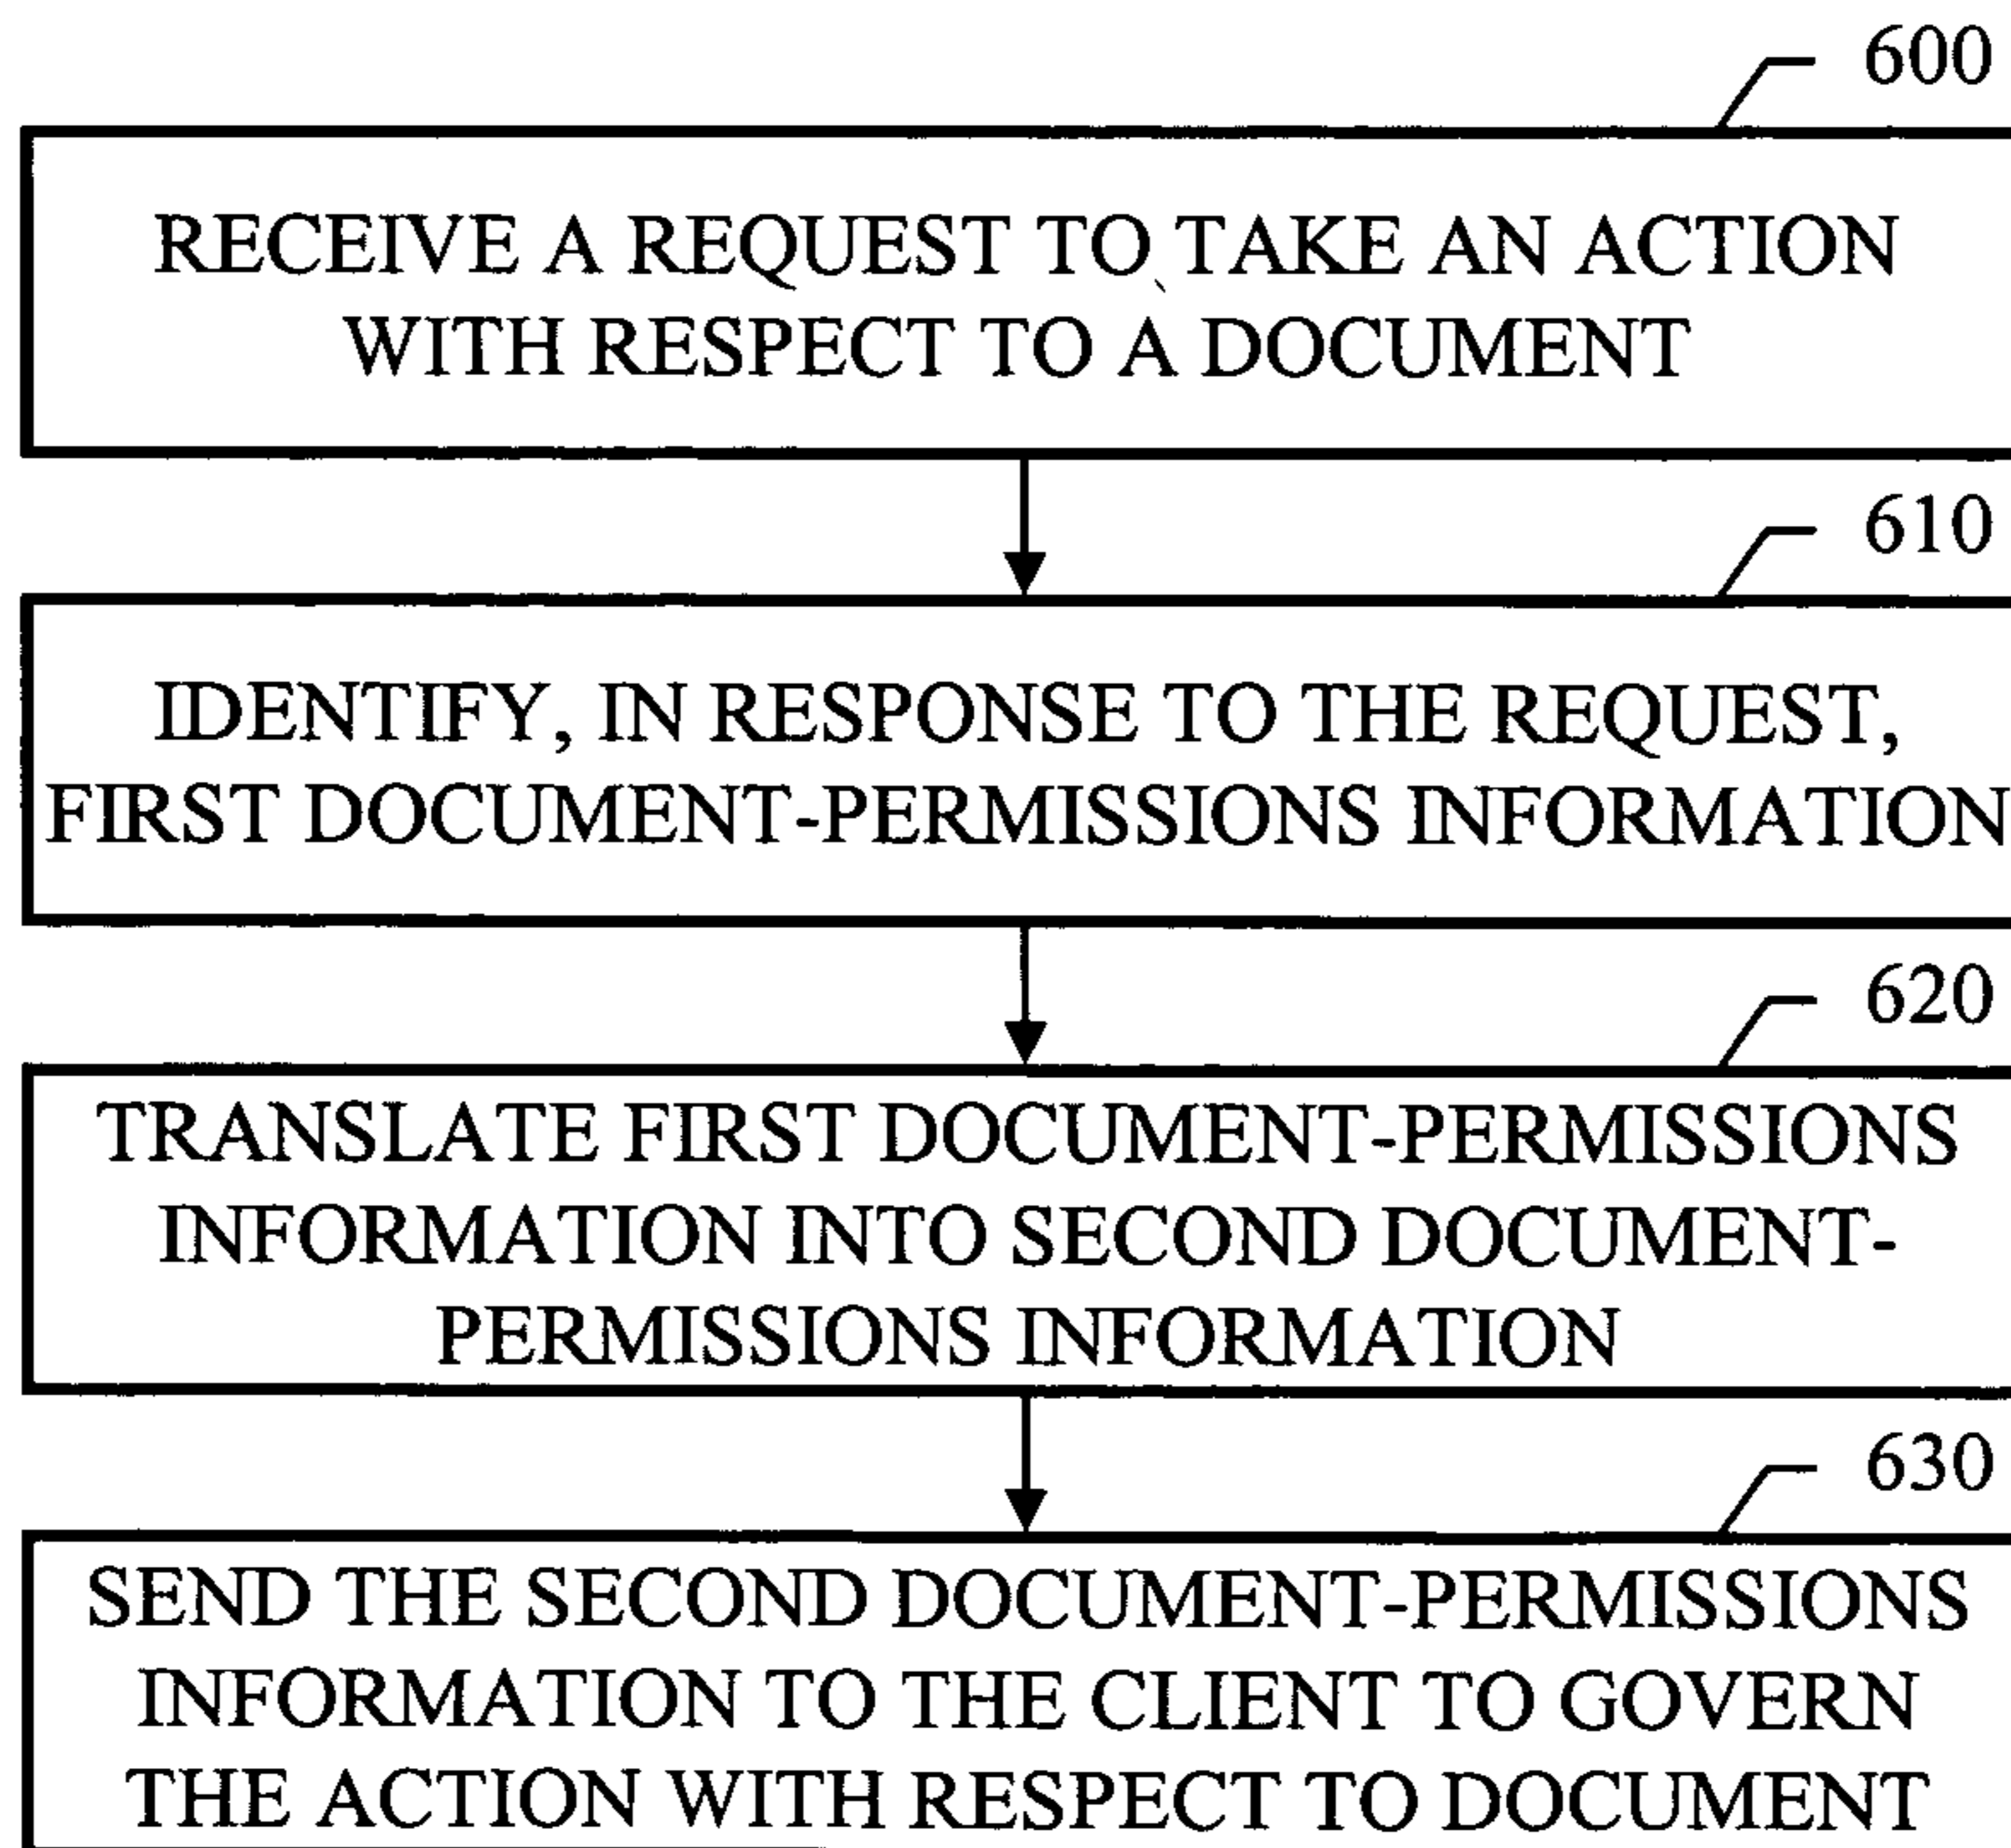 600
RECEIVE A REQUEST TO TAKE AN ACTION
WITH RESPECT TO A DOCUMENT
610
IDENTIFY, IN RESPONSE TO THE REQUEST,
FIRST DOCUMENT-PERMISSIONS INFORMATION
620
TRANSLATE FIRST DOCUMENT-PERMISSIONS
INFORMATION INTO SECOND DOCUMENT-
PERMISSIONS INFORMATION
630
SEND THE SECOND DOCUMENT-PERMISSIONS
INFORMATION TO THE CLIENT TO GOVERN
THE ACTION WITH RESPECT TO DOCUMENT